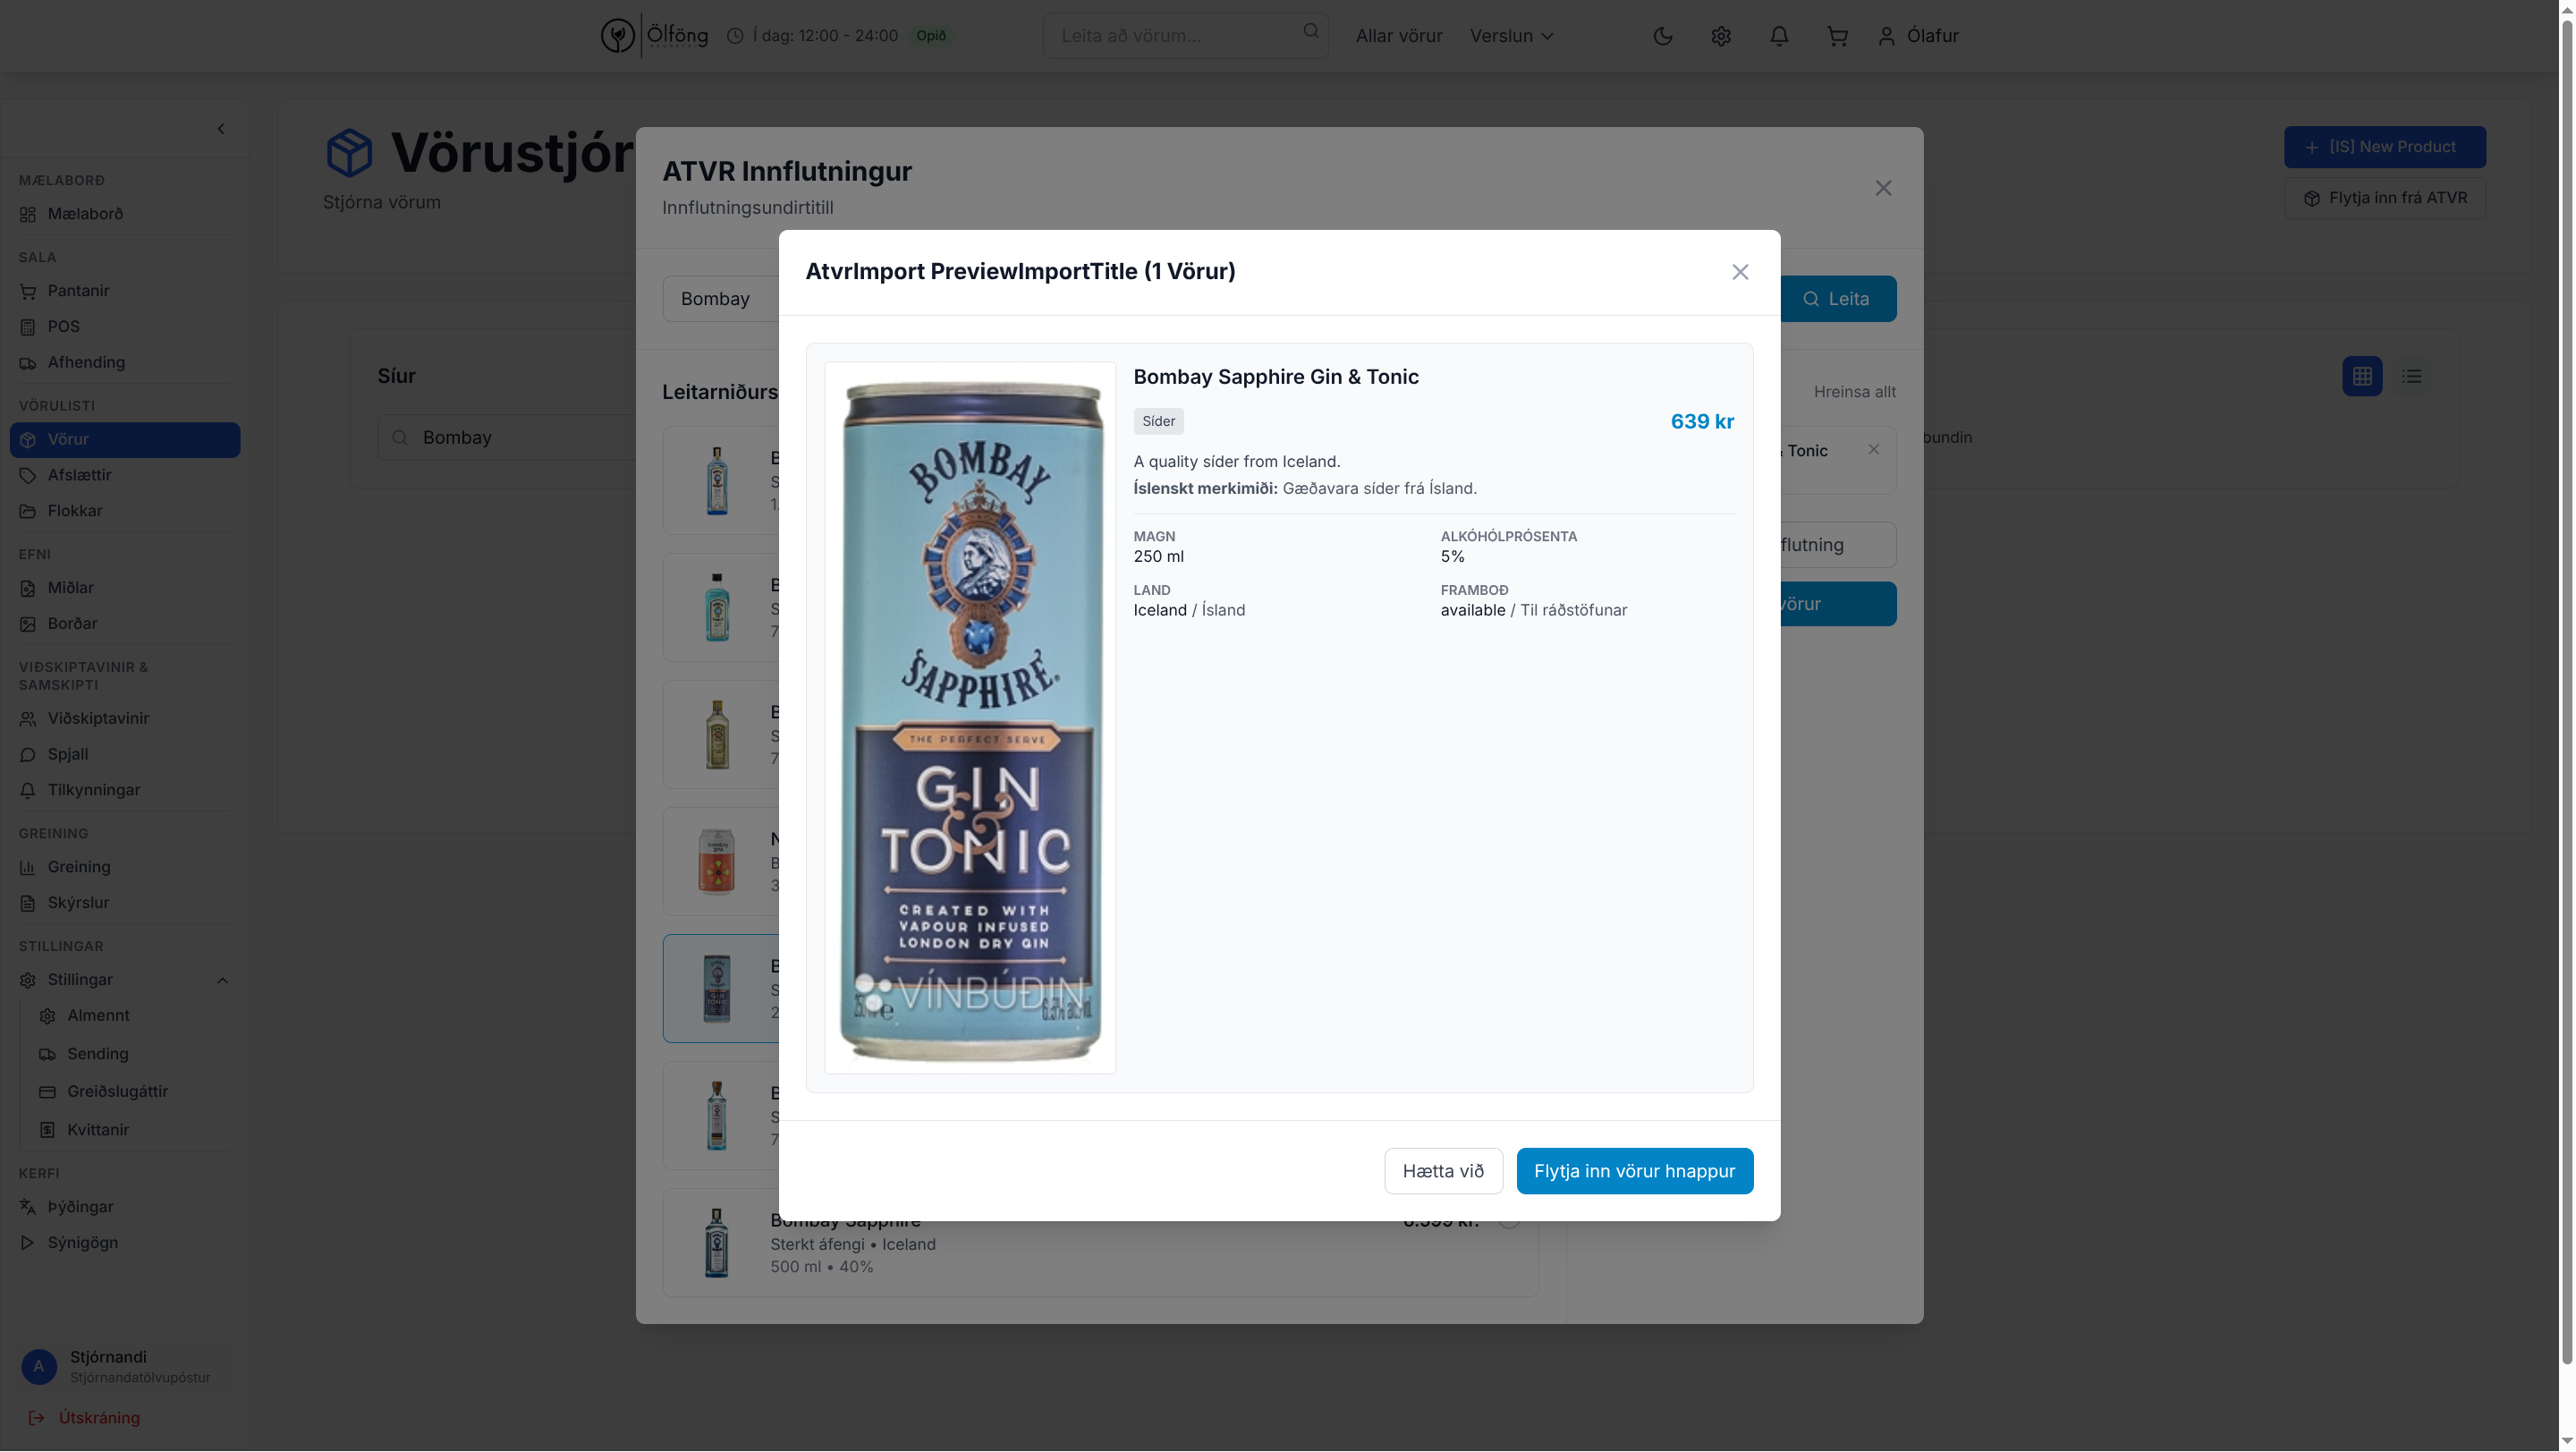 Ölföng
Í dag: 12:00 - 24:00
Opið
Leita að vörum...
Allar vörur
Verslun
Ólafur
MÆLABORÐ
Mælaborð
SALA
Pantanir
POS
Afhending
VÖRULISTI
Vörur
Afslættir
Flokkar
EFNI
Miðlar
Borðar
VIÐSKIPTAVINIR &
SAMSKIPTI
Viðskiptavinir
Spjall
Tilkynningar
GREINING
Greining
Skýrslur
STILLINGAR
Stillingar
Almennt
Sending
Greiðslugáttir
Kvittanir
KERFI
Þýðingar
Sýnigögn
A
Stjórnandi
Stjórnandatölvupóstur
Útskráning
Vörustjór
Stjórna vörum
[IS] New Product
Flytja inn frá ATVR
Síur
Bombay
bundin
ATVR Innflutningur
Innflutningsundirtitill
Bombay
Leita
Leitarniðurs
Hreinsa allt
Tonic
flutning
vörur
Bombay Sapphire
6.599 kr.
Sterkt áfengi • Iceland
500 ml • 40%
AtvrImport PreviewImportTitle (1 Vörur)
BOMBAY
SAPPHIRE
THE PERFECT SERVE
GIN
&
TONIC
CREATED WITH
VAPOUR INFUSED
LONDON DRY GIN
VÍNBÚÐIN
Bombay Sapphire Gin & Tonic
Síder
639 kr
A quality síder from Iceland.
Íslenskt merkimiði: Gæðavara síder frá Ísland.
MAGN
250 ml
ALKÓHÓLPRÓSENTA
5%
LAND
Iceland / Ísland
FRAMBOÐ
available / Til ráðstöfunar
Hætta við
Flytja inn vörur hnappur